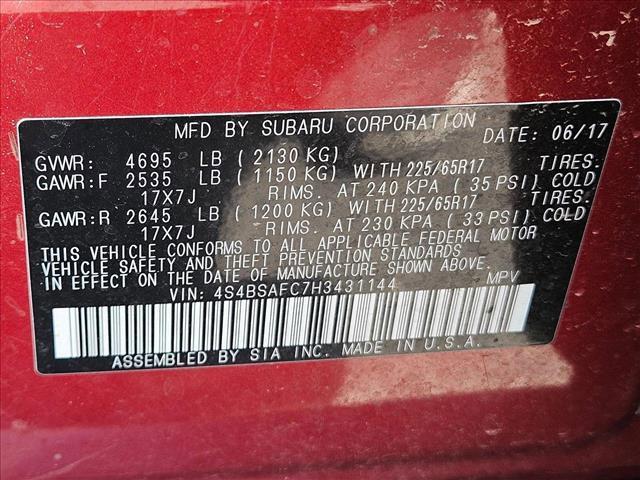 MFD BY SUBARU CORPORATION DATE: 06/17
GVWR: 4695 LB ( 2130 KG)
GAWR:F 2535 LB ( 1150 KG) WITH 225/65R17 TIRES.
17X7J RIMS. AT 240 KPA ( 35 PSI) COLD
GAWR:R 2645 LB ( 1200 KG) WITH 225/65R17 TIRES.
17X7J RIMS. AT 230 KPA ( 33 PSI) COLD
THIS VEHICLE CONFORMS TO ALL APPLICABLE FEDERAL MOTOR
VEHICLE SAFETY, BUMPER, AND THEFT PREVENTION
STANDARDS IN EFFECT ON THE DATE OF MANUFACTURE SHOWN ABOVE.
VIN: 4S4BSAFC7H3431144 MPV
ASSEMBLED BY SIA INC. MADE IN U.S.A.